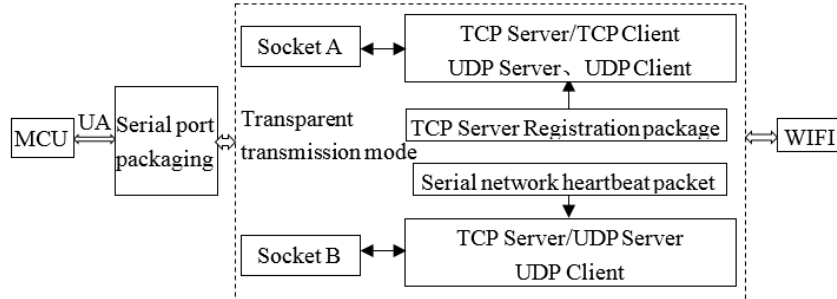 Socket A
TCP Server/TCP Client
UDP Server、UDP Client
UA
MCU
Serial port
packaging
Transparent
transmission mode
TCP Server Registration package
WIFI
Serial network heartbeat packet
Socket B
TCP Server/UDP Server
UDP Client